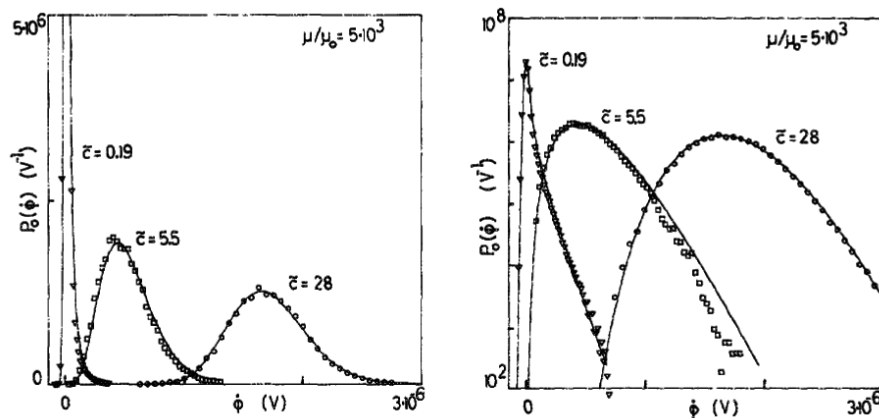 5·10⁶
μ/μ₀=5·10³
c̃=0.19
p₀(ϕ) (V⁻¹)
c̃=5.5
c̃=28
0
0
ϕ (V)
3·10⁶
10⁸
μ/μ₀=5·10³
c̃=0.19
c̃=5.5
c̃=28
p₀(ϕ) (V⁻¹)
10²
0
ϕ (V)
3·10⁶